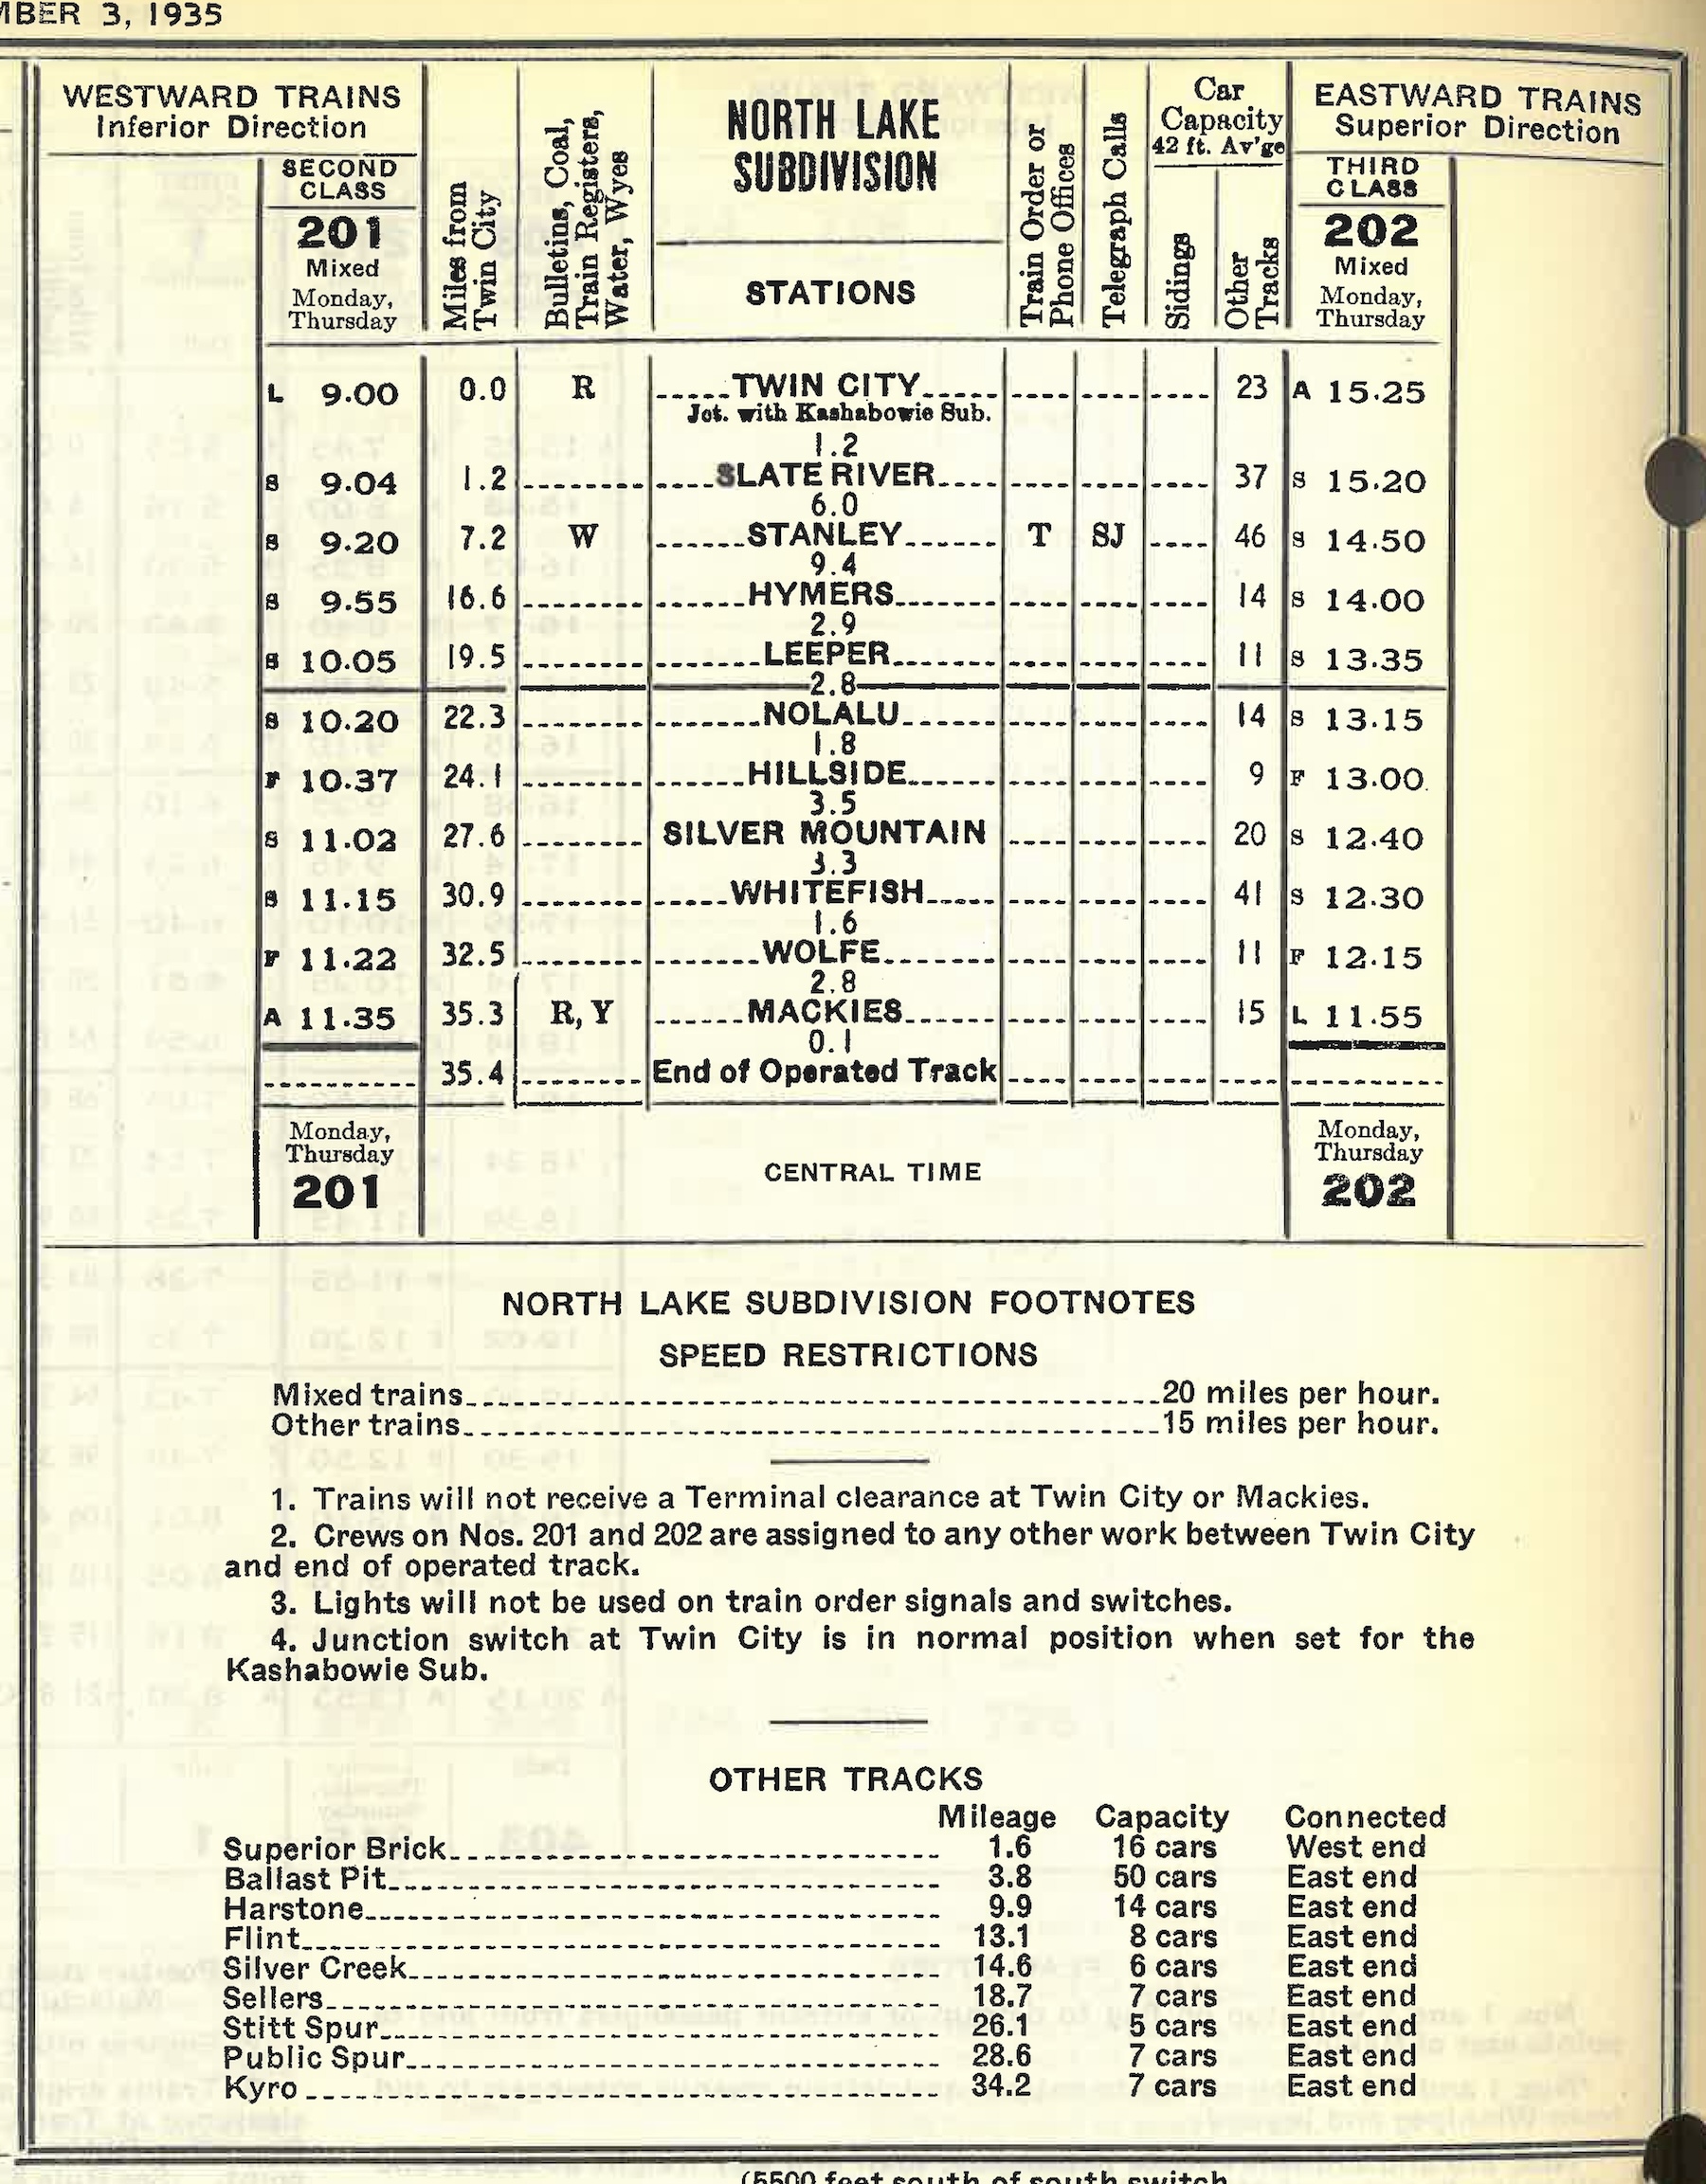 MBER 3, 1935
WESTWARD TRAINS
Inferior Direction
SECOND
CLASS
201
Mixed
Monday,
Thursday
Miles from
Twin City
Bulletins, Coal,
Train Registers,
Water, Wyes
NORTH LAKE
SUBDIVISION
STATIONS
Train Order or
Phone Offices
Telegraph Calls
Car
Capacity
42 ft. Av'ge
Sidings
Other
Tracks
EASTWARD TRAINS
Superior Direction
THIRD
CLASS
202
Mixed
Monday,
Thursday
L 9.00 0.0 R TWIN CITY 23 A 15.25
Jct. with Kashabowie Sub.
1.2
S 9.04 1.2 SLATE RIVER 37 S 15.20
6.0
S 9.20 7.2 W STANLEY T SJ 46 S 14.50
9.4
S 9.55 16.6 HYMERS 14 S 14.00
2.9
S 10.05 19.5 LEEPER 11 S 13.35
2.8
S 10.20 22.3 NOLALU 14 S 13.15
1.8
F 10.37 24.1 HILLSIDE 9 F 13.00
3.5
S 11.02 27.6 SILVER MOUNTAIN 20 S 12.40
3.3
S 11.15 30.9 WHITEFISH 41 S 12.30
1.6
F 11.22 32.5 WOLFE 11 F 12.15
2.8
A 11.35 35.3 R, Y MACKIES 15 L 11.55
0.1
35.4 End of Operated Track
Monday,
Thursday
201
CENTRAL TIME
Monday,
Thursday
202
NORTH LAKE SUBDIVISION FOOTNOTES
SPEED RESTRICTIONS
Mixed trains 20 miles per hour.
Other trains 15 miles per hour.
1. Trains will not receive a Terminal clearance at Twin City or Mackies.
2. Crews on Nos. 201 and 202 are assigned to any other work between Twin City
and end of operated track.
3. Lights will not be used on train order signals and switches.
4. Junction switch at Twin City is in normal position when set for the
Kashabowie Sub.
OTHER TRACKS
Mileage Capacity Connected
Superior Brick 1.6 16 cars West end
Ballast Pit 3.8 50 cars East end
Harstone 9.9 14 cars East end
Flint 13.1 8 cars East end
Silver Creek 14.6 6 cars East end
Sellers 18.7 7 cars East end
Stitt Spur 26.1 5 cars East end
Public Spur 28.6 7 cars East end
Kyro 34.2 7 cars East end
(5500 feet south of south switch